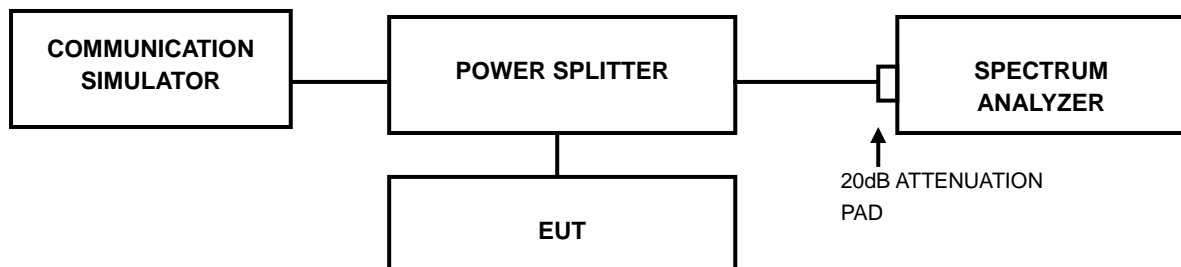 COMMUNICATION
SIMULATOR
POWER SPLITTER
SPECTRUM
ANALYZER
20dB ATTENUATION
PAD
EUT